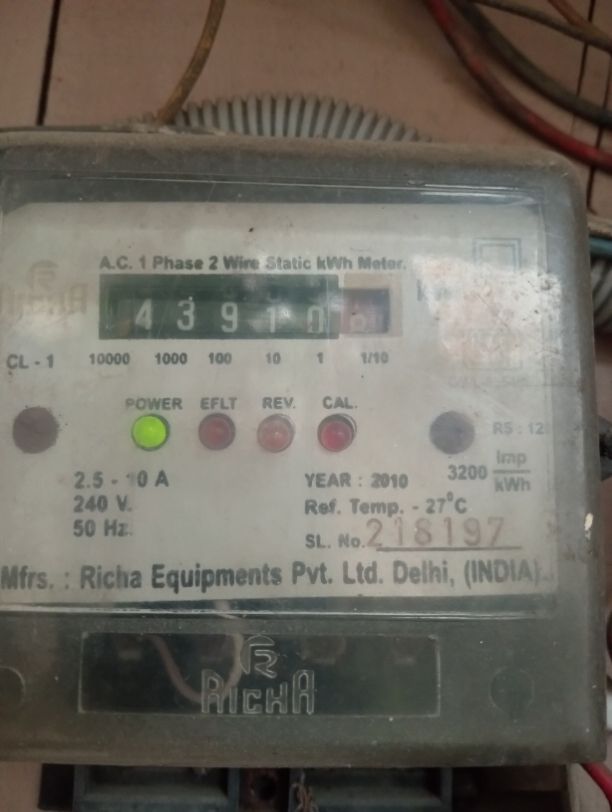 A.C. 1 Phase 2 Wire Static kWh Meter.
4 3 9 1 0
CL - 1 10000 1000 100 10 1 1/10
POWER EFLT REV. CAL.
2.5 - 10 A
240 V.
50 Hz.
YEAR : 2010
3200 Imp/kWh
Ref. Temp. - 27°C
SL. No. 218197
Mfrs. : Richa Equipments Pvt. Ltd. Delhi, (INDIA)
RICHA